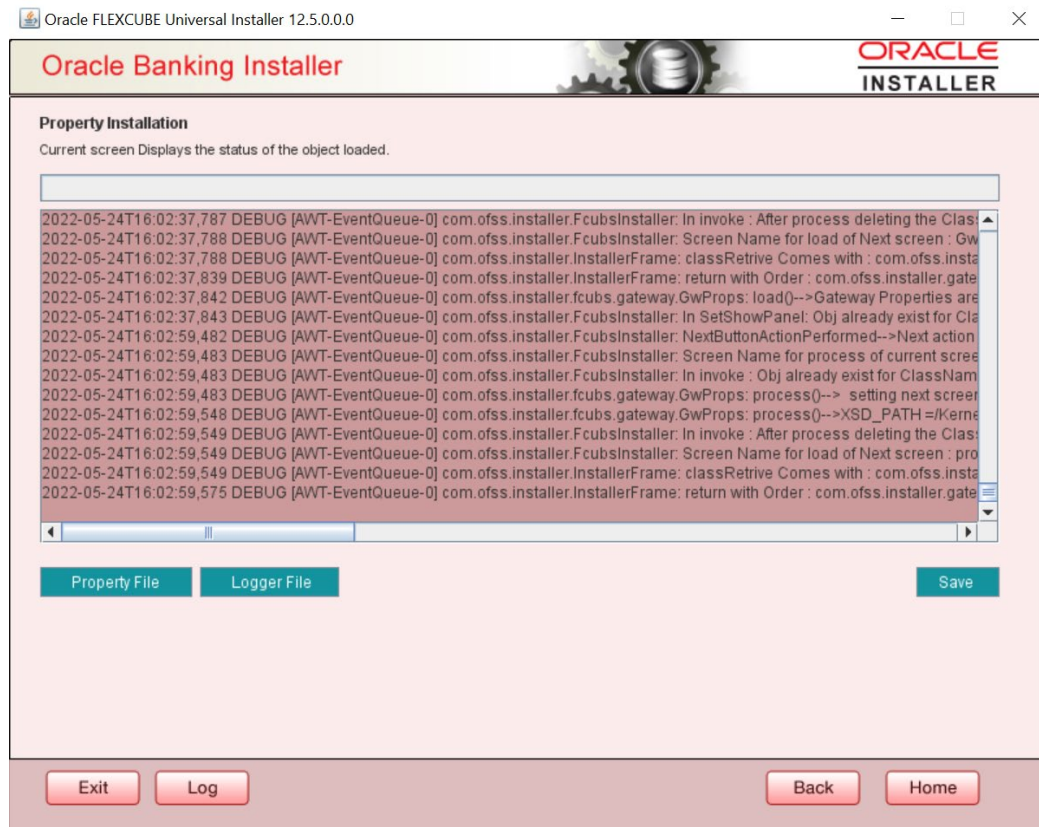 Oracle FLEXCUBE Universal Installer 12.5.0.0.0
Oracle Banking Installer
ORACLE
INSTALLER
Property Installation
Current screen Displays the status of the object loaded.
2022-05-24T16:02:37,787 DEBUG [AWT-EventQueue-0] com.ofss.installer.FcubsInstaller: In invoke : After process deleting the Clas
2022-05-24T16:02:37,788 DEBUG [AWT-EventQueue-0] com.ofss.installer.FcubsInstaller: Screen Name for load of Next screen : Gw
2022-05-24T16:02:37,788 DEBUG [AWT-EventQueue-0] com.ofss.installer.InstallerFrame: classRetrive Comes with : com.ofss.insta
2022-05-24T16:02:37,839 DEBUG [AWT-EventQueue-0] com.ofss.installer.InstallerFrame: return with Order : com.ofss.installer.gate
2022-05-24T16:02:37,842 DEBUG [AWT-EventQueue-0] com.ofss.installer.fcubs.gateway.GwProps: load()-->Gateway Properties are
2022-05-24T16:02:37,843 DEBUG [AWT-EventQueue-0] com.ofss.installer.FcubsInstaller: In SetShowPanel: Obj already exist for Cla
2022-05-24T16:02:59,482 DEBUG [AWT-EventQueue-0] com.ofss.installer.FcubsInstaller: NextButtonActionPerformed-->Next action
2022-05-24T16:02:59,483 DEBUG [AWT-EventQueue-0] com.ofss.installer.FcubsInstaller: Screen Name for process of current scree
2022-05-24T16:02:59,483 DEBUG [AWT-EventQueue-0] com.ofss.installer.FcubsInstaller: In invoke : Obj already exist for ClassNam
2022-05-24T16:02:59,483 DEBUG [AWT-EventQueue-0] com.ofss.installer.fcubs.gateway.GwProps: process()--> setting next screer
2022-05-24T16:02:59,548 DEBUG [AWT-EventQueue-0] com.ofss.installer.fcubs.gateway.GwProps: process()-->XSD_PATH =/Kerne
2022-05-24T16:02:59,549 DEBUG [AWT-EventQueue-0] com.ofss.installer.FcubsInstaller: In invoke : After process deleting the Clas
2022-05-24T16:02:59,549 DEBUG [AWT-EventQueue-0] com.ofss.installer.FcubsInstaller: Screen Name for load of Next screen : pro
2022-05-24T16:02:59,549 DEBUG [AWT-EventQueue-0] com.ofss.installer.InstallerFrame: classRetrive Comes with : com.ofss.insta
2022-05-24T16:02:59,575 DEBUG [AWT-EventQueue-0] com.ofss.installer.InstallerFrame: return with Order : com.ofss.installer.gate
Property File Logger File Save
Exit Log Back Home